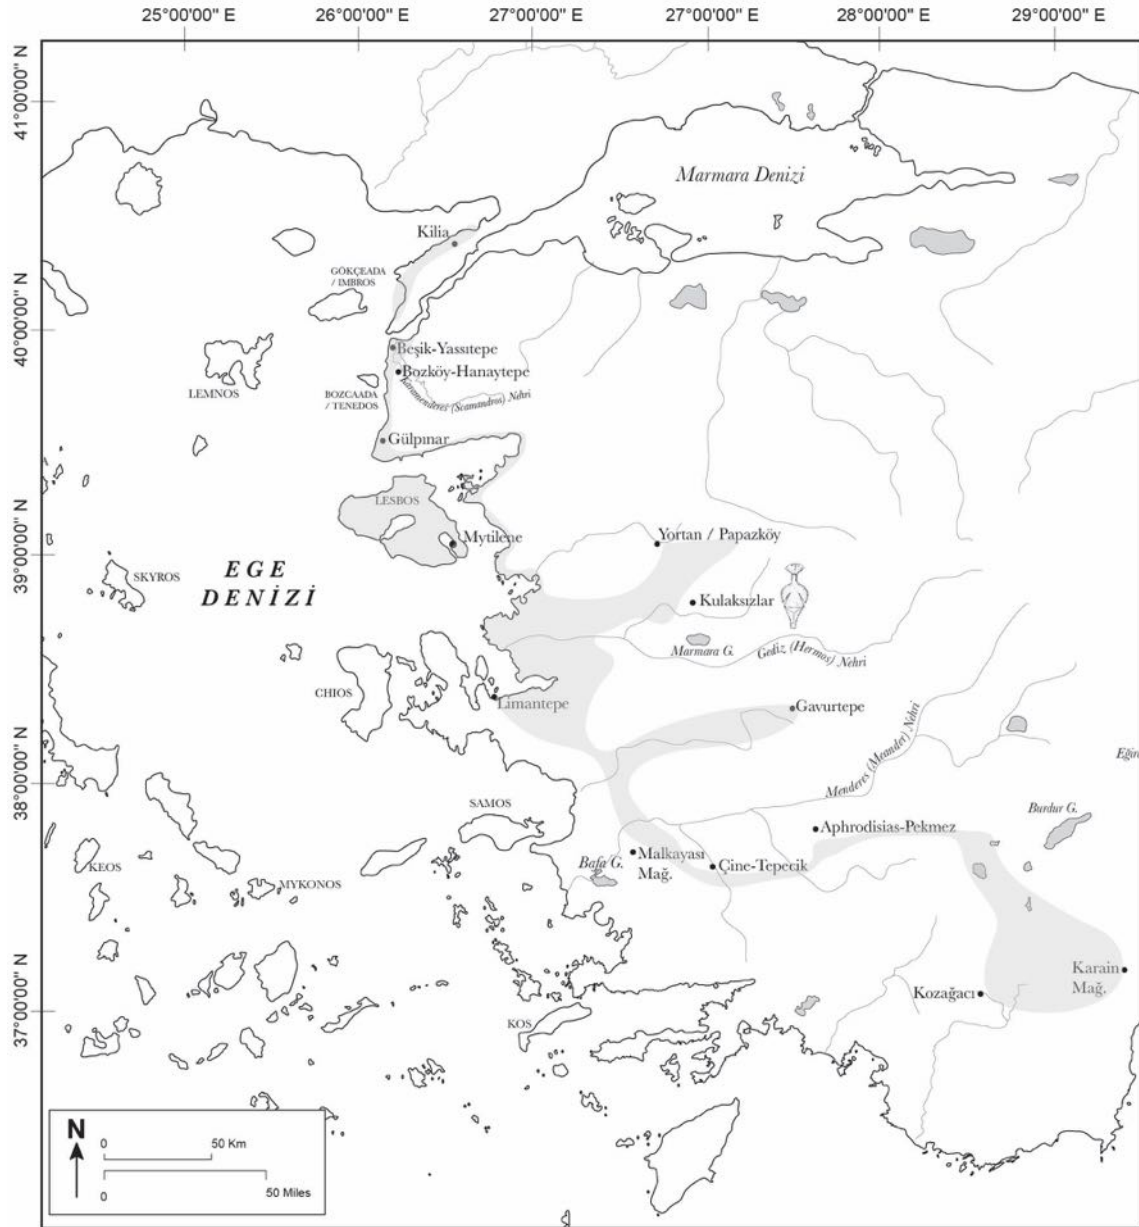 25°00'00" E
26°00'00" E
27°00'00" E
27°00'00" E
28°00'00" E
29°00'00" E
41°00'00" N
40°00'00" N
39°00'00" N
38°00'00" N
37°00'00" N
Marmara Denizi
Kilia
GÖKÇEADA
/ IMBROS
Beşik-Yassıtepe
Bozköy-Hanaytepe
Karamenderes (Scamandros) Nehri
LEMNOS
BOZCAADA
/ TENEDOS
Gülpınar
LESBOS
Mytilene
Yortan / Papazköy
EGE
DENİZİ
SKYROS
Kulaksızlar
Marmara G.
Gediz (Hermos) Nehri
CHIOS
Limantepe
Gavurtepe
Menderes (Meander) Nehri
Eğird
SAMOS
Burdur G.
Aphrodisias-Pekmez
Malkayası
Mağ.
Bafa G.
Çine-Tepecik
KEOS
MYKONOS
Karain
Mağ.
Kozağacı
KOS
N
0 50 Km
0 50 Miles